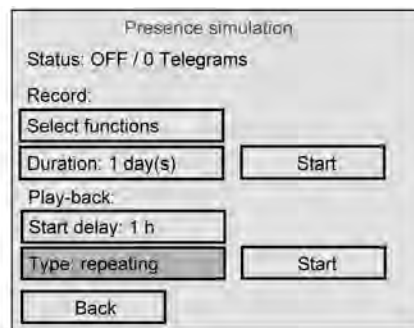 Presence simulation
Status: OFF / 0 Telegrams
Record:
Select functions
Duration: 1 day(s) Start
Play-back:
Start delay: 1 h
Type: repeating Start
Back